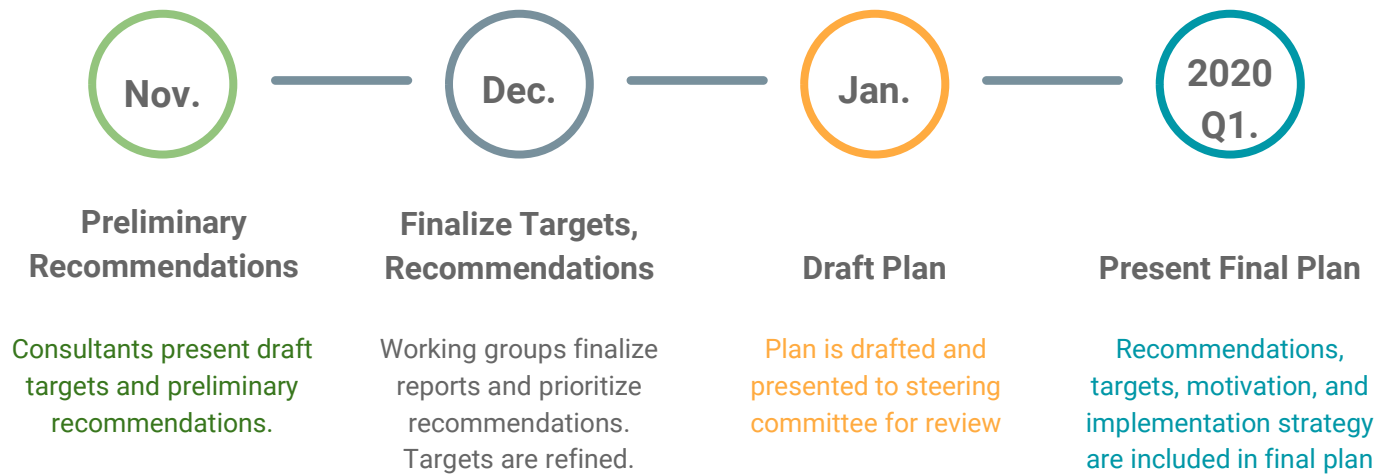 Nov.
Dec.
Jan.
2020
Q1.
Preliminary
Recommendations
Finalize Targets,
Recommendations
Draft Plan
Present Final Plan
Consultants present draft
targets and preliminary
recommendations.
Working groups finalize
reports and prioritize
recommendations.
Targets are refined.
Plan is drafted and
presented to steering
committee for review
Recommendations,
targets, motivation, and
implementation strategy
are included in final plan